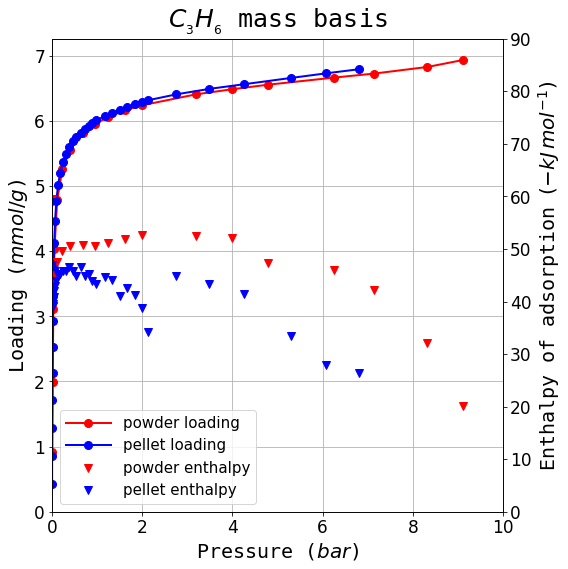 C₃H₆ mass basis
Loading (mmol/g)
7
6
5
4
3
2
1
0
90
80
70
60
50
40
30
20
10
0
Enthalpy of adsorption (−kJ mol⁻¹)
powder loading
pellet loading
powder enthalpy
pellet enthalpy
0 2 4 6 8 10
Pressure (bar)